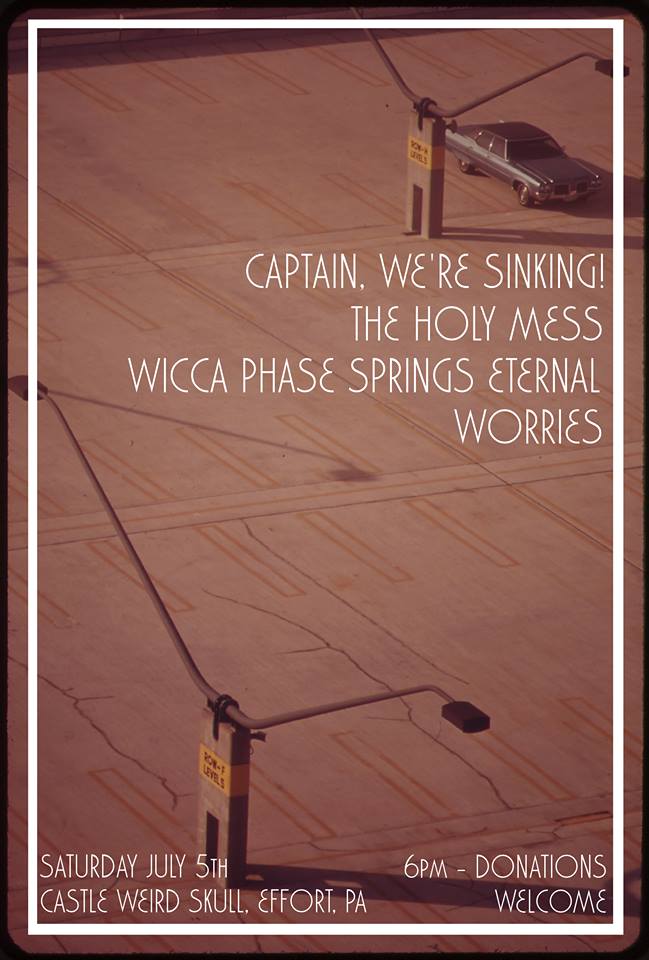 ROW-H
LEVELS
CAPTAIN, WE'RE SINKING!
THE HOLY MESS
WICCA PHASE SPRINGS ETERNAL
WORRIES
ROW-F
LEVELS
SATURDAY JULY 5TH
CASTLE WEIRD SKULL, EFFORT, PA
6PM - DONATIONS
WELCOME